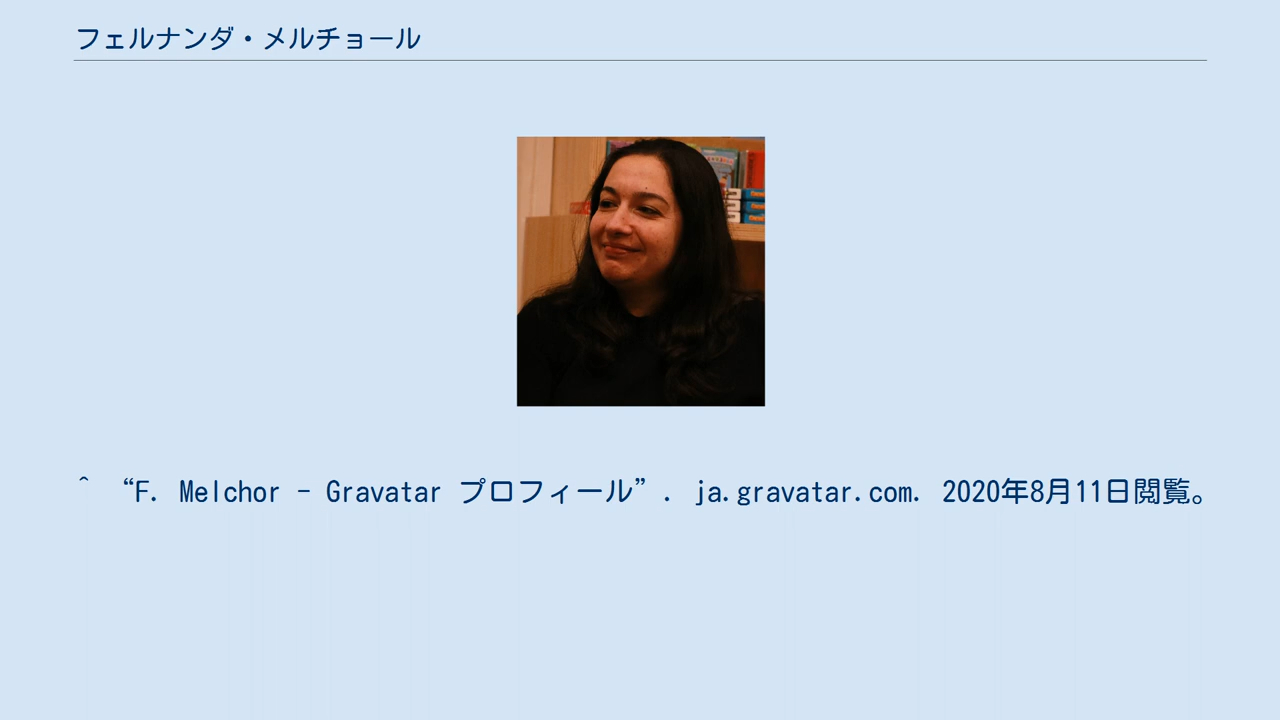 フェルナンダ・メルチョール
^ “F. Melchor - Gravatar プロフィール”. ja.gravatar.com. 2020年8月11日閲覧。